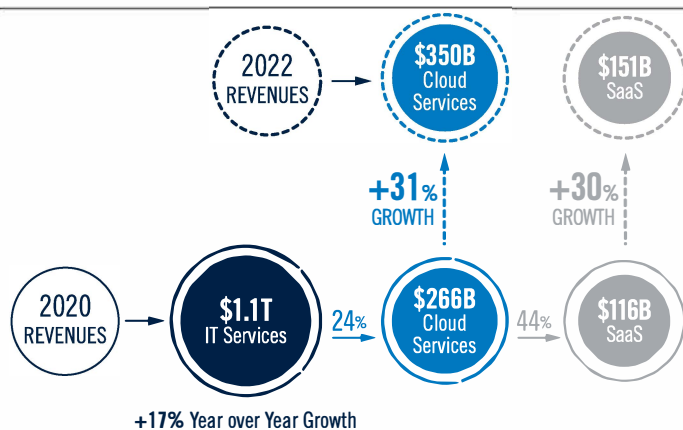 2022
REVENUES
$350B
Cloud
Services
$151B
SaaS
+31%
GROWTH
+30%
GROWTH
2020
REVENUES
$1.1T
IT Services
24%
$266B
Cloud
Services
44%
$116B
SaaS
+17% Year over Year Growth